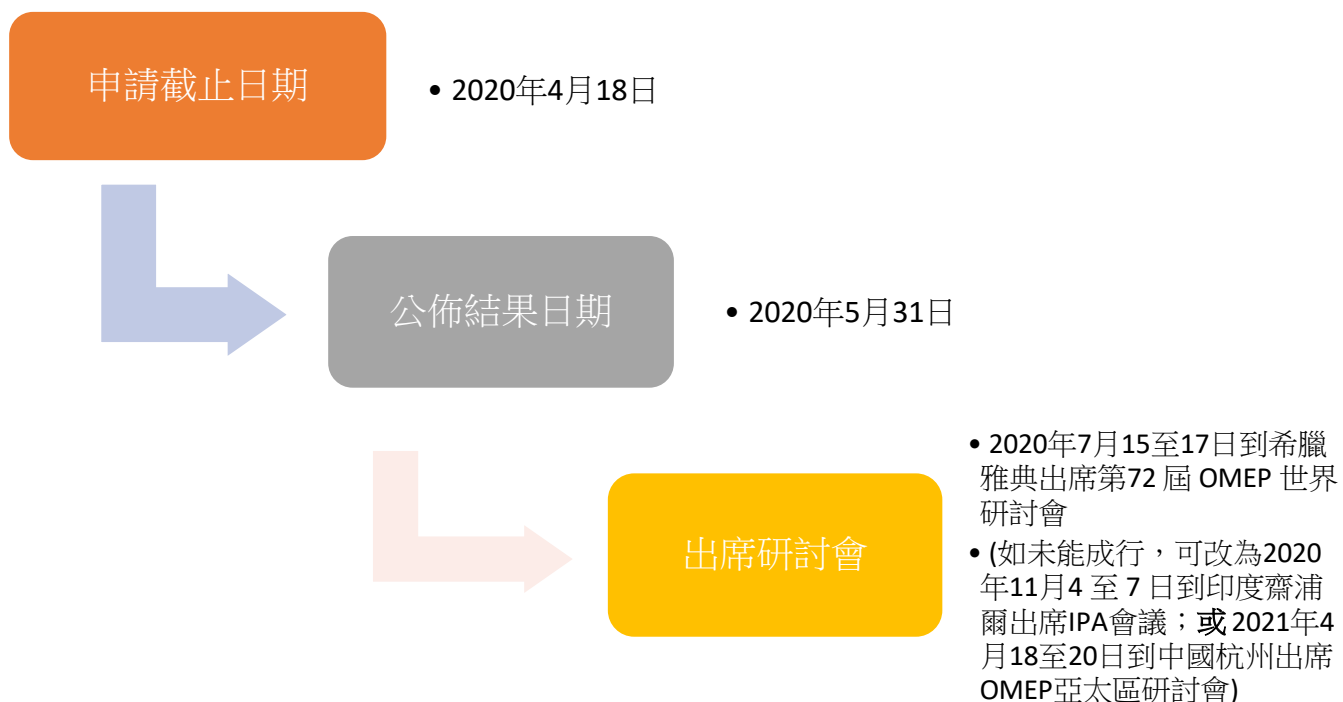 申請截止日期
• 2020年4月18日
公佈結果日期
• 2020年5月31日
出席研討會
• 2020年7月15至17日到希臘
雅典出席第72 屆 OMEP 世界
研討會
• (如未能成行，可改為2020
年11月4 至 7 日到印度齋浦
爾出席IPA會議；或 2021年4
月18至20日到中國杭州出席
OMEP亞太區研討會)